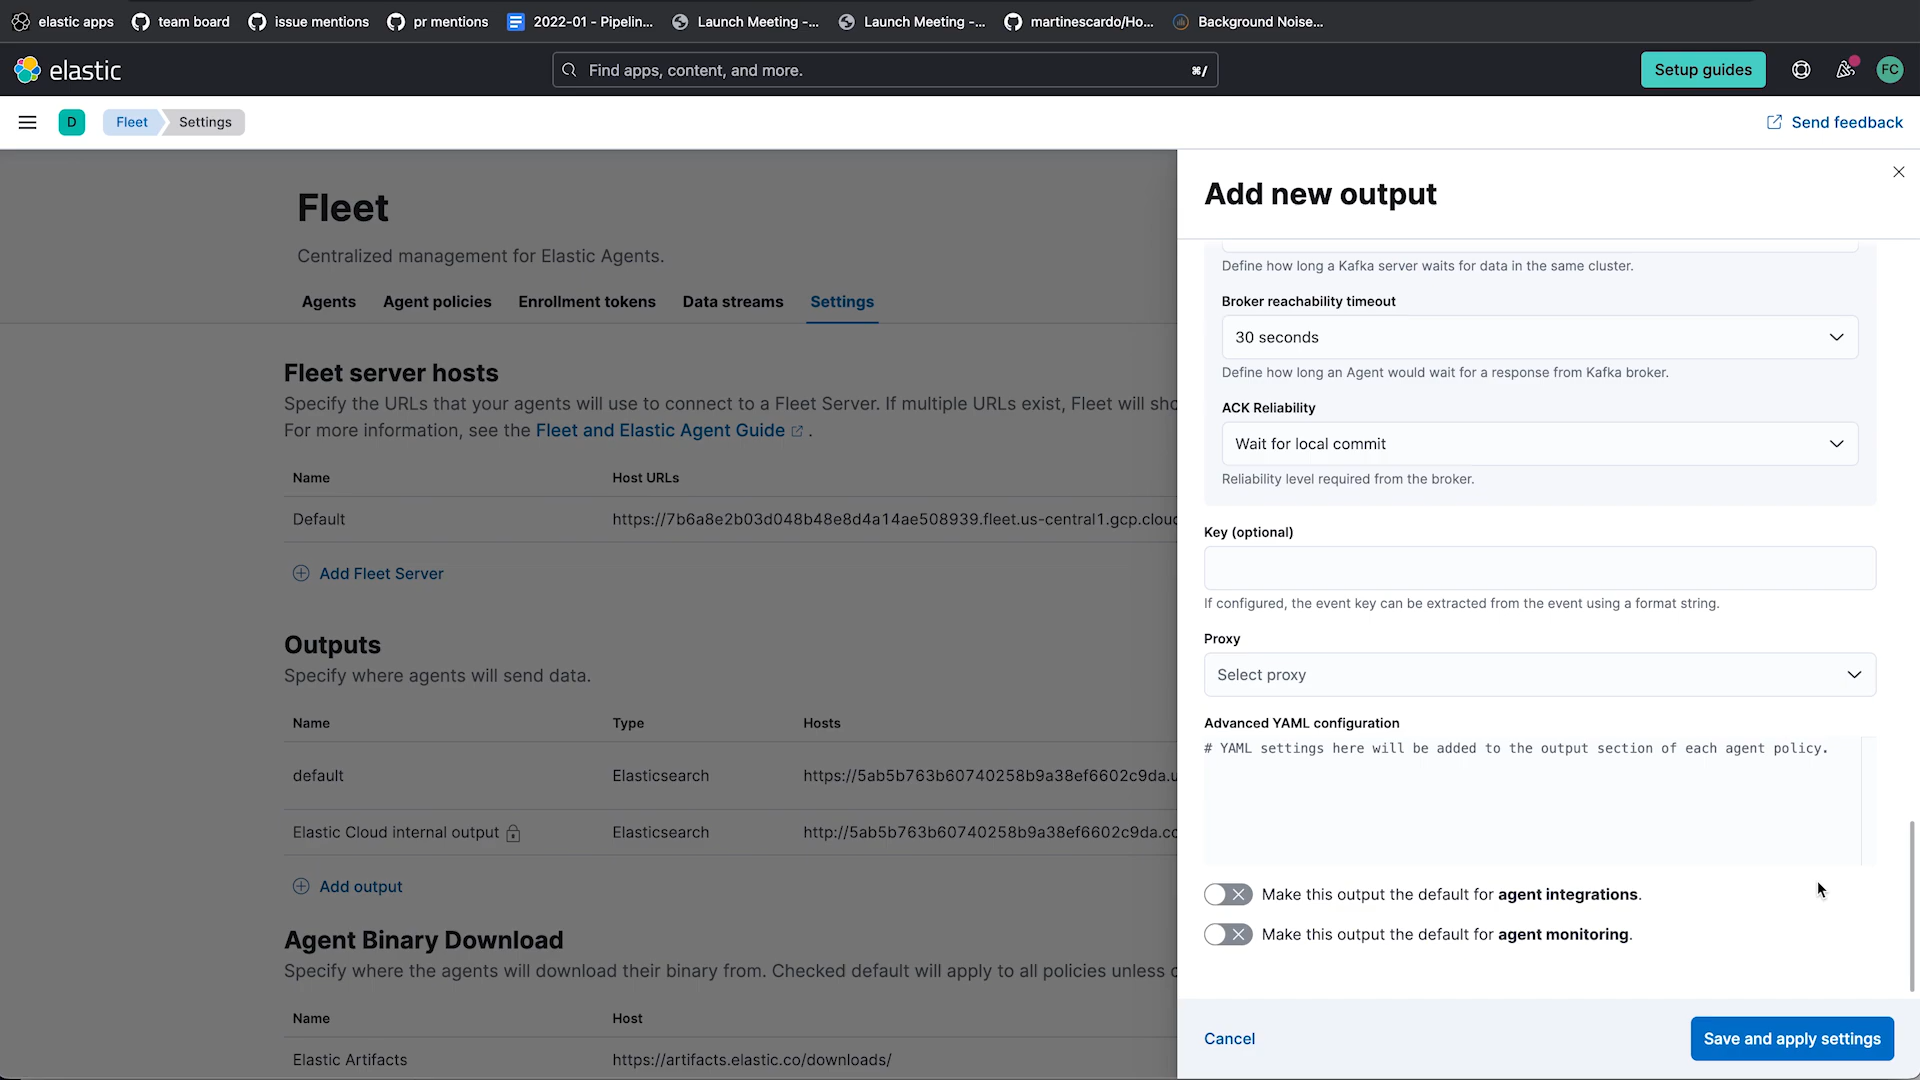 elastic apps team board issue mentions pr mentions 2022-01 - Pipelin... Launch Meeting -... Launch Meeting -... martinescardo/Ho... Background Noise...
elastic Find apps, content, and more. ⌘/ Setup guides FC
D Fleet Settings Send feedback
Fleet
Centralized management for Elastic Agents.
Agents Agent policies Enrollment tokens Data streams Settings
Fleet server hosts
Specify the URLs that your agents will use to connect to a Fleet Server. If multiple URLs exist, Fleet will sho
For more information, see the Fleet and Elastic Agent Guide .
Name Host URLs
Default https://7b6a8e2b03d048b48e8d4a14ae508939.fleet.us-central1.gcp.clou
Add Fleet Server
Outputs
Specify where agents will send data.
Name Type Hosts
default Elasticsearch https://5ab5b763b60740258b9a38ef6602c9da.u
Elastic Cloud internal output Elasticsearch http://5ab5b763b60740258b9a38ef6602c9da.cc
Add output
Agent Binary Download
Specify where the agents will download their binary from. Checked default will apply to all policies unless o
Name Host
Elastic Artifacts https://artifacts.elastic.co/downloads/
Add new output
Define how long a Kafka server waits for data in the same cluster.
Broker reachability timeout
30 seconds
Define how long an Agent would wait for a response from Kafka broker.
ACK Reliability
Wait for local commit
Reliability level required from the broker.
Key (optional)
If configured, the event key can be extracted from the event using a format string.
Proxy
Select proxy
Advanced YAML configuration
# YAML settings here will be added to the output section of each agent policy.
Make this output the default for agent integrations.
Make this output the default for agent monitoring.
Cancel Save and apply settings